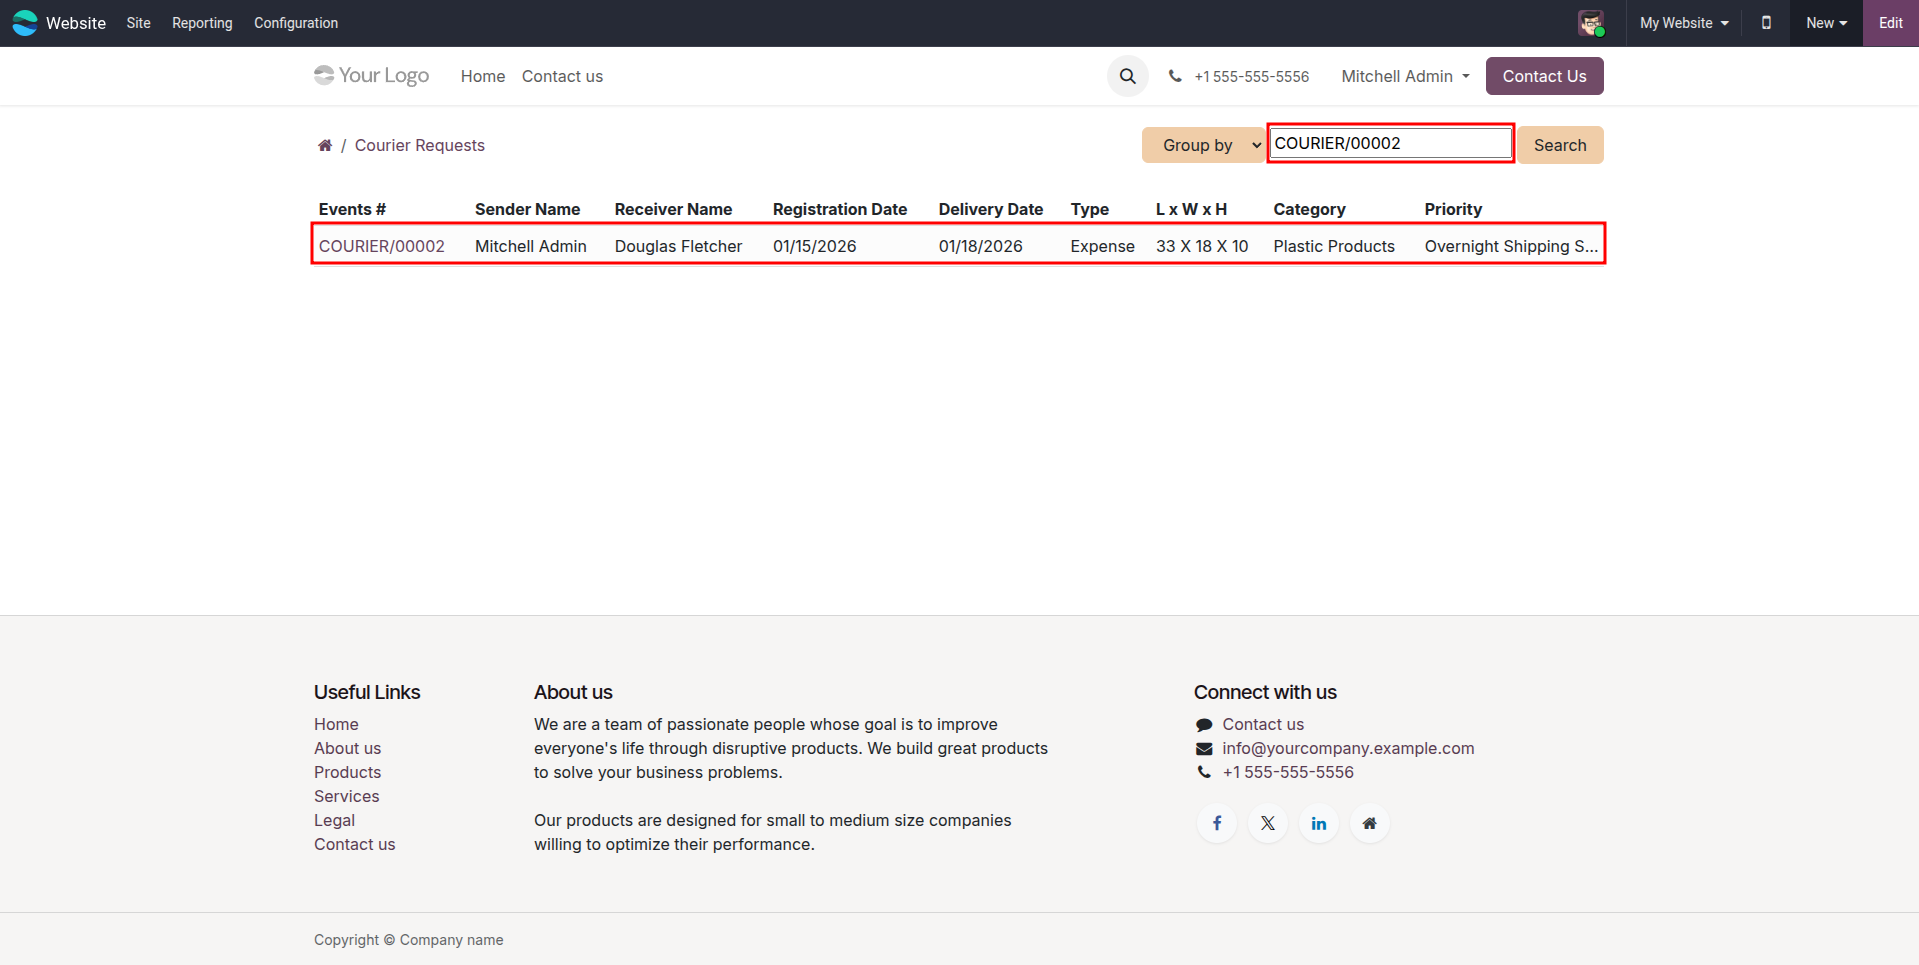 Website Site Reporting Configuration My Website New Edit
Your Logo Home Contact us +1 555-555-5556 Mitchell Admin Contact Us
/ Courier Requests Group by COURIER/00002 Search
Events # Sender Name Receiver Name Registration Date Delivery Date Type L x W x H Category Priority
COURIER/00002 Mitchell Admin Douglas Fletcher 01/15/2026 01/18/2026 Expense 33 X 18 X 10 Plastic Products Overnight Shipping S...
Useful Links
Home
About us
Products
Services
Legal
Contact us
About us
We are a team of passionate people whose goal is to improve
everyone's life through disruptive products. We build great products
to solve your business problems.
Our products are designed for small to medium size companies
willing to optimize their performance.
Connect with us
Contact us
info@yourcompany.example.com
+1 555-555-5556
Copyright © Company name